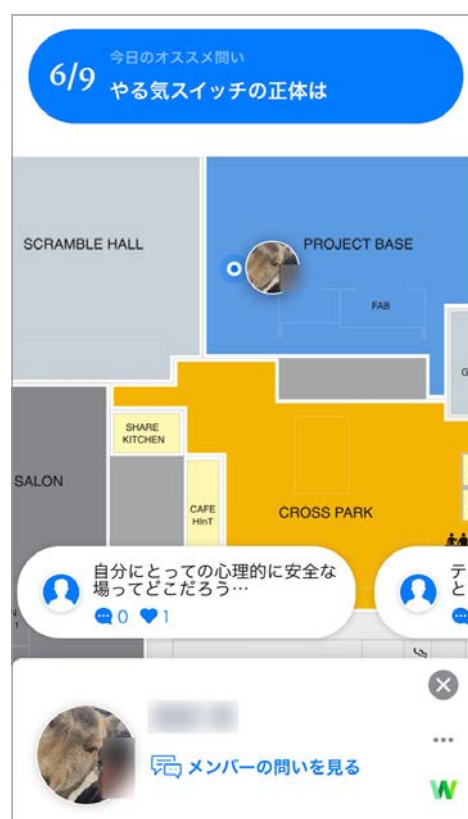 今日のオススメ問い
6/9
やる気スイッチの正体は
SCRAMBLE HALL
PROJECT BASE
FAB
G
SHARE
KITCHEN
SALON
CAFE
HInT
CROSS PARK
自分にとっての心理的に安全な
場ってどこだろう…
0 1
テ
と
N
1
メンバーの問いを見る
W